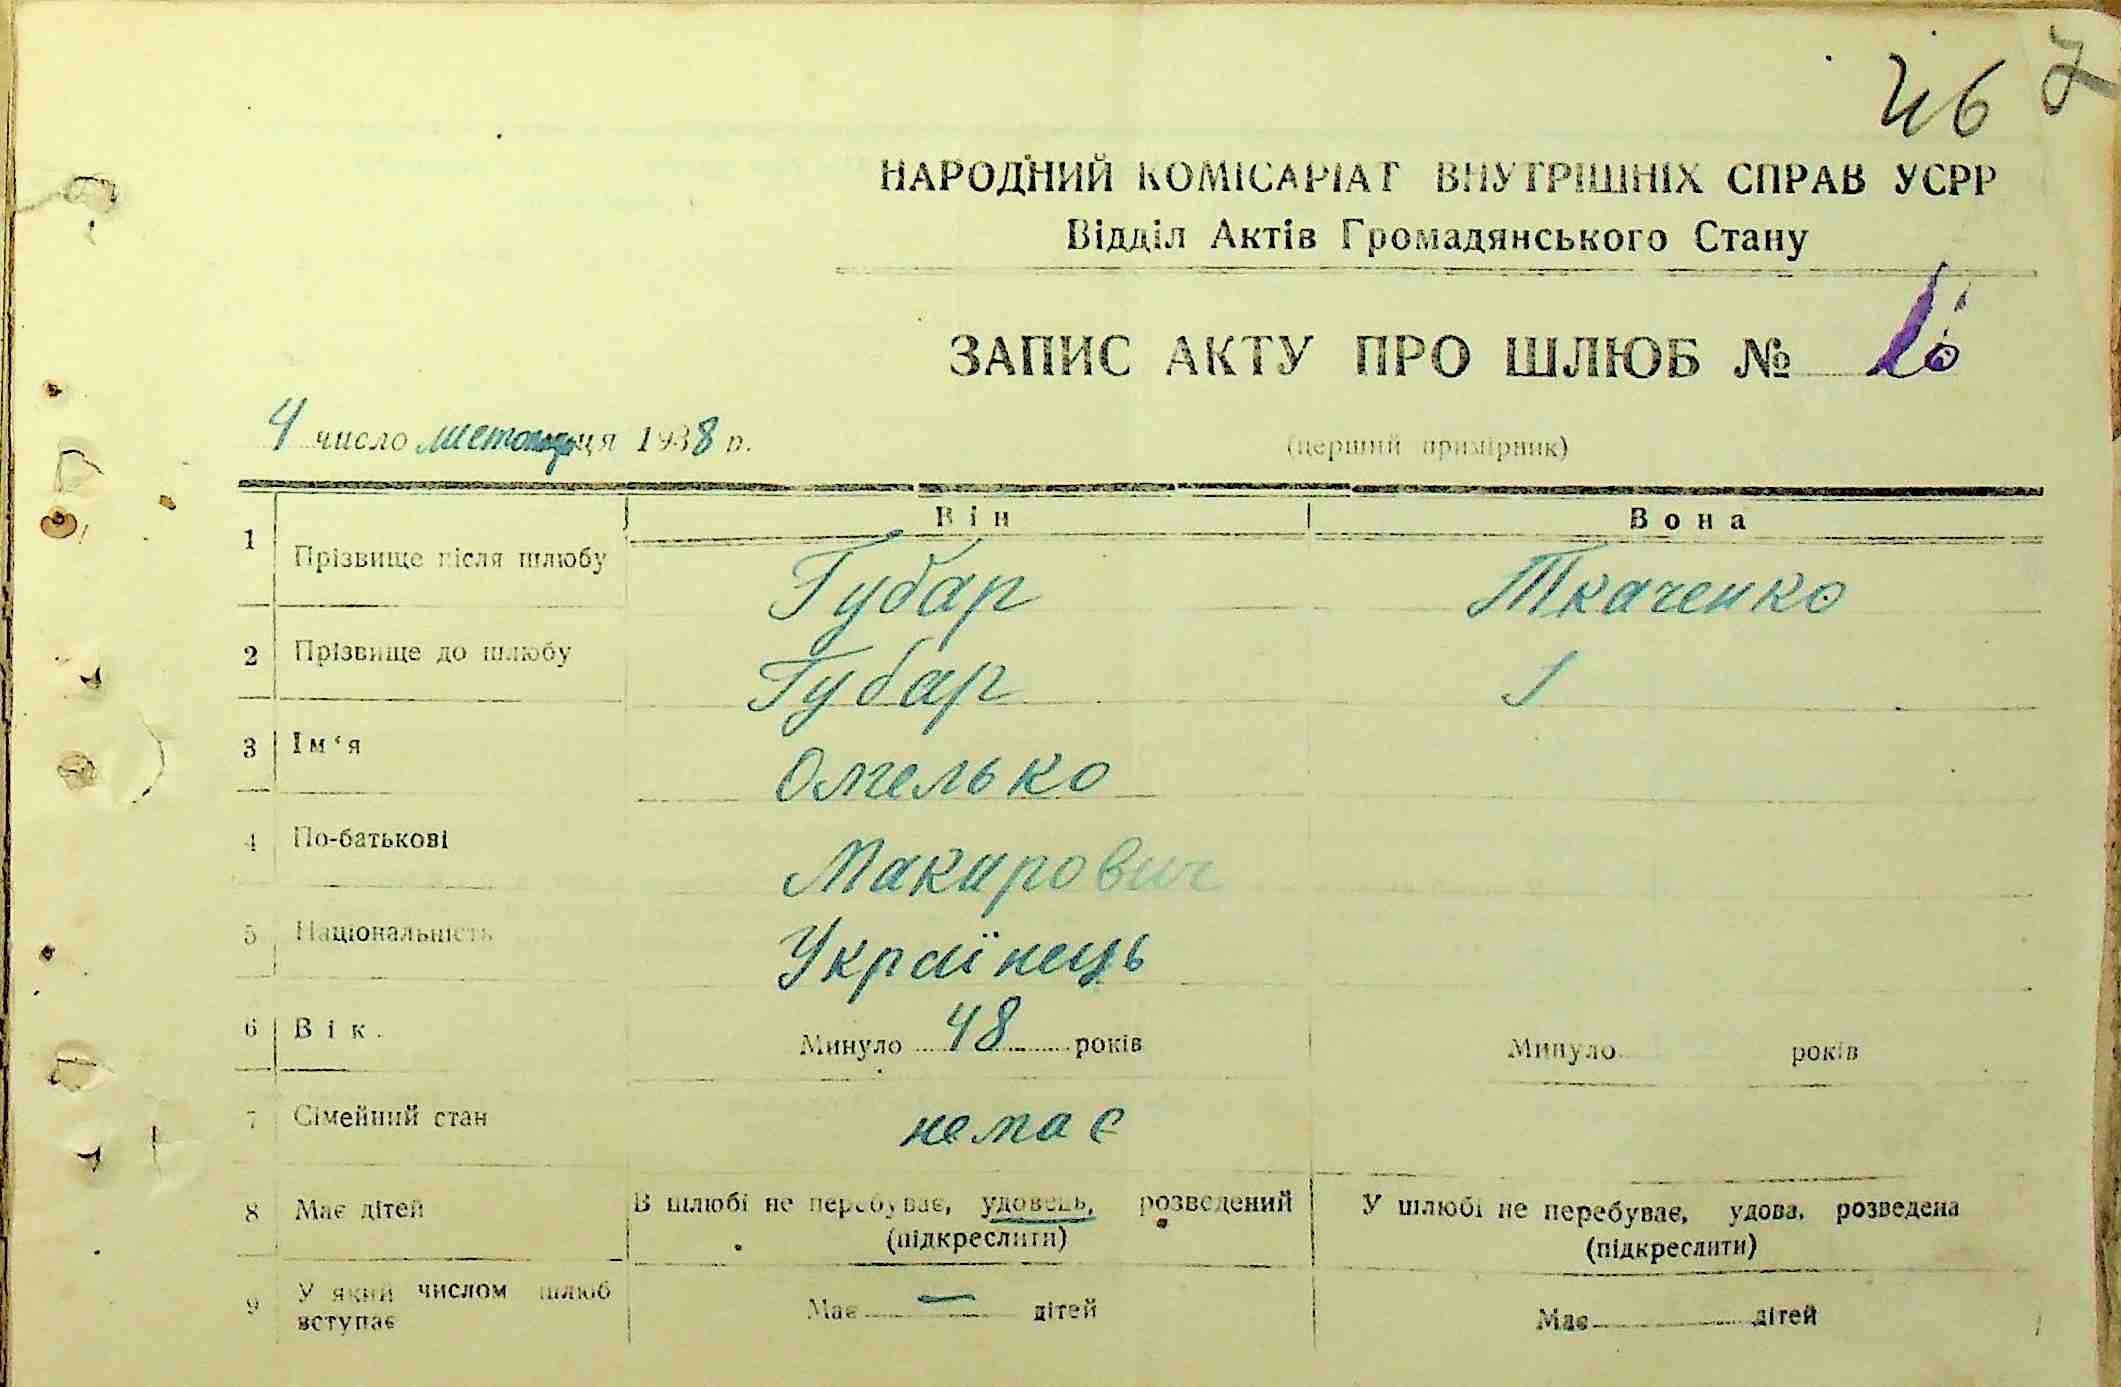 46
НАРОДНИЙ КОМІСАРІАТ ВНУТРІШНІХ СПРАВ УСРР
Відділ Актів Громадянського Стану
ЗАПИС АКТУ ПРО ШЛЮБ №
4 число листопадця 1938 р.
(перший примірник)
Він Вона
1 Прізвище після шлюбу Губар Ткаченко
2 Прізвище до шлюбу Губар
3 Ім‘я Омелько
4 По-батькові Макарович
5 Національність Українець
6 Вік. Минуло 48 років Минуло років
7 Сімейний стан немає
8 Має дітей В шлюбі не перебуває, удовець, розведений У шлюбі не перебуває, удова, розведена
(підкреслити) (підкреслити)
9 У який числом шлюб
вступає Має — дітей Має дітей